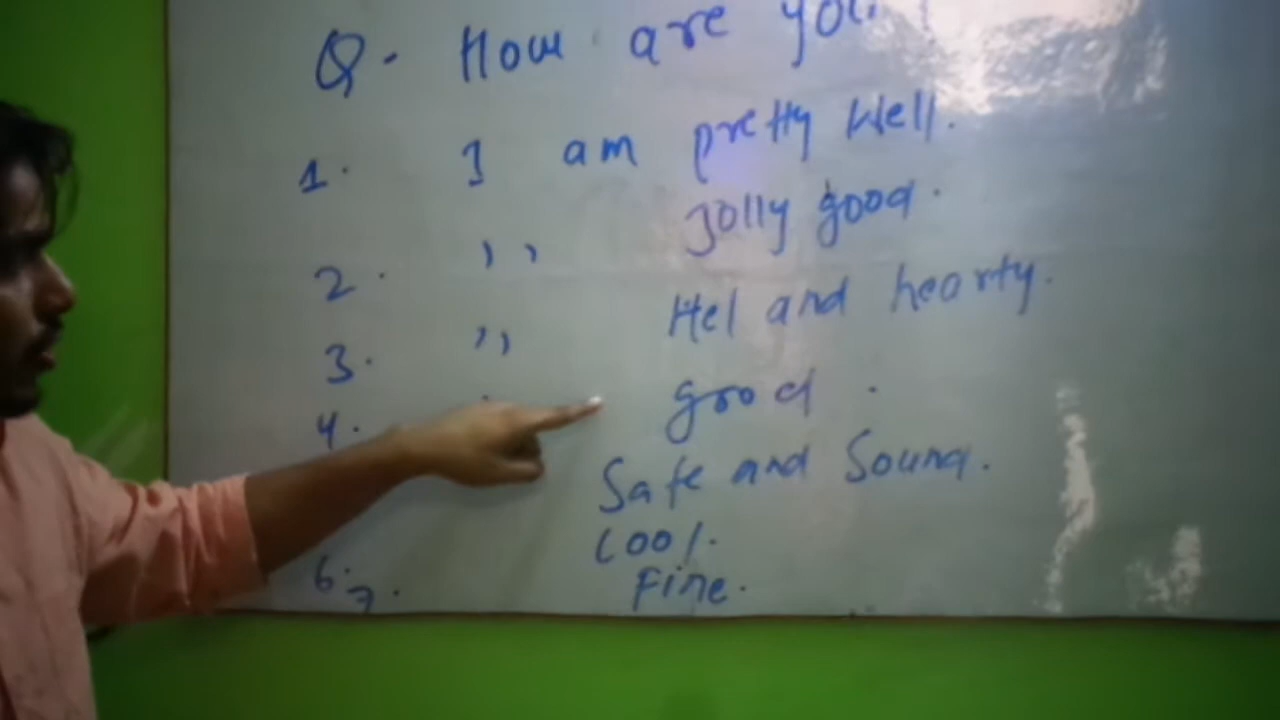 Q- How are you
1. I am pretty well.
2. ,, Jolly good.
3. ,, Hel and hearty.
4. good.
Safe and Sound.
6. Cool.
7. Fine.